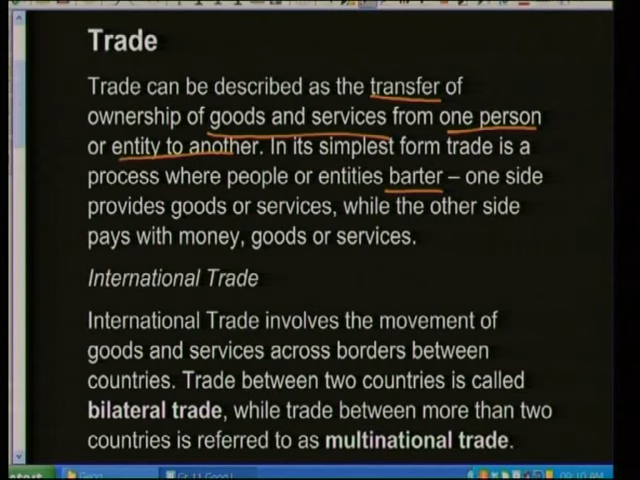 Trade
Trade can be described as the transfer of
ownership of goods and services from one person
or entity to another. In its simplest form trade is a
process where people or entities barter – one side
provides goods or services, while the other side
pays with money, goods or services.
International Trade
International Trade involves the movement of
goods and services across borders between
countries. Trade between two countries is called
bilateral trade, while trade between more than two
countries is referred to as multinational trade.
start